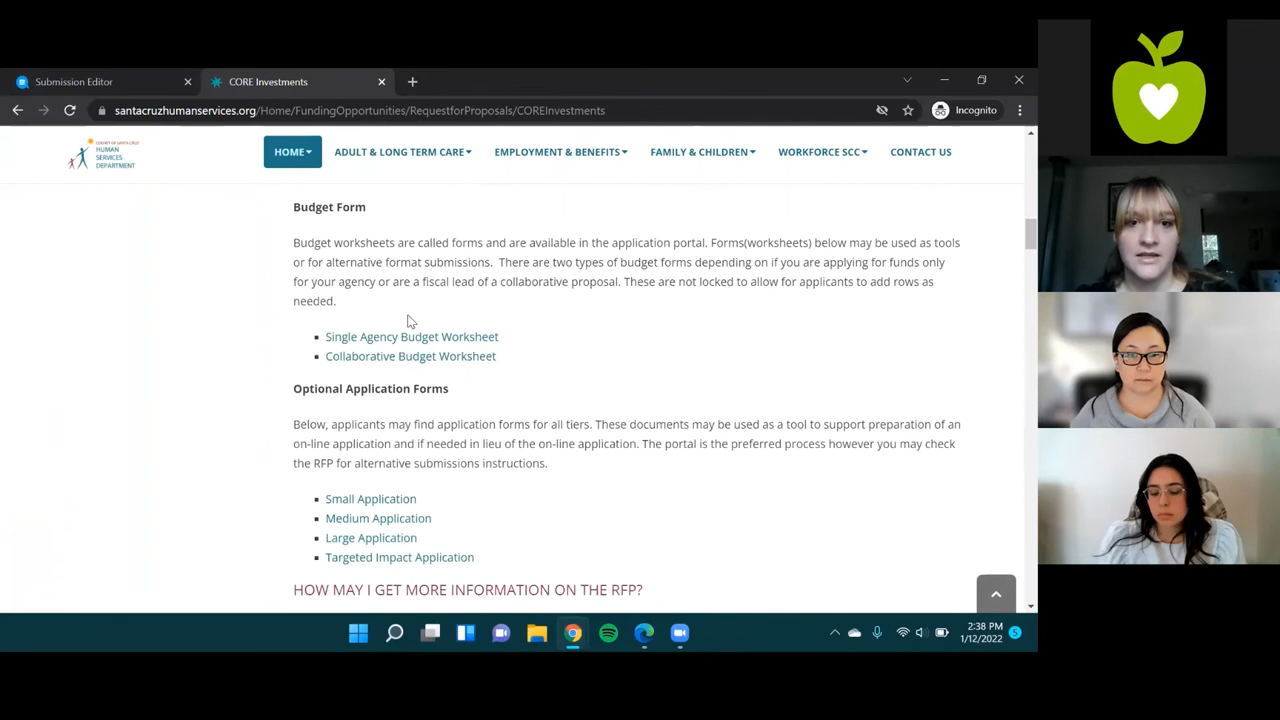 Submission Editor
CORE Investments
santacruzhumanservices.org/Home/FundingOpportunities/RequestforProposals/COREInvestments
Incognito
COUNTY OF SANTA CRUZ
HUMAN
SERVICES
DEPARTMENT
HOME
ADULT & LONG TERM CARE
EMPLOYMENT & BENEFITS
FAMILY & CHILDREN
WORKFORCE SCC
CONTACT US
Budget Form
Budget worksheets are called forms and are available in the application portal. Forms(worksheets) below may be used as tools
or for alternative format submissions. There are two types of budget forms depending on if you are applying for funds only
for your agency or are a fiscal lead of a collaborative proposal. These are not locked to allow for applicants to add rows as
needed.
Single Agency Budget Worksheet
Collaborative Budget Worksheet
Optional Application Forms
Below, applicants may find application forms for all tiers. These documents may be used as a tool to support preparation of an
on-line application and if needed in lieu of the on-line application. The portal is the preferred process however you may check
the RFP for alternative submissions instructions.
Small Application
Medium Application
Large Application
Targeted Impact Application
HOW MAY I GET MORE INFORMATION ON THE RFP?
2:38 PM
1/12/2022
5